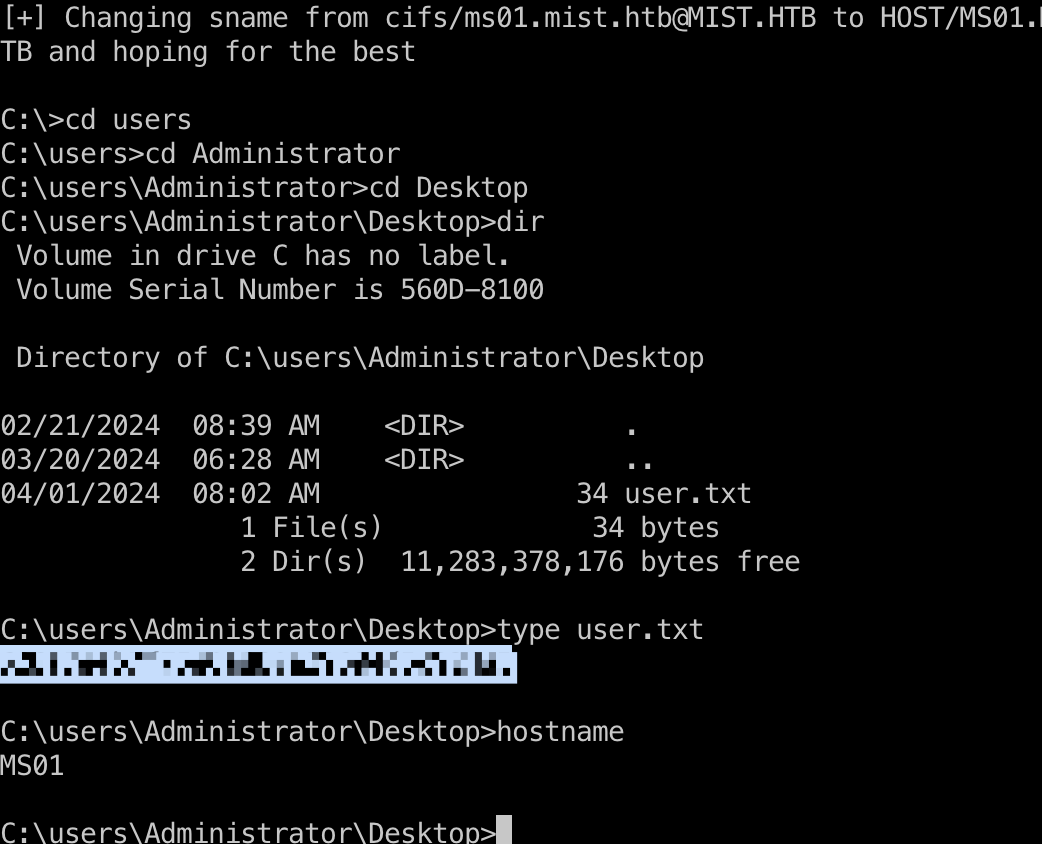 [+] Changing sname from cifs/ms01.mist.htb@MIST.HTB to HOST/MS01.
TB and hoping for the best
C:\>cd users
C:\users>cd Administrator
C:\users\Administrator>cd Desktop
C:\users\Administrator\Desktop>dir
 Volume in drive C has no label.
 Volume Serial Number is 560D-8100
 Directory of C:\users\Administrator\Desktop
02/21/2024  08:39 AM    <DIR>          .
03/20/2024  06:28 AM    <DIR>          ..
04/01/2024  08:02 AM                34 user.txt
               1 File(s)             34 bytes
               2 Dir(s)  11,283,378,176 bytes free
C:\users\Administrator\Desktop>type user.txt
C:\users\Administrator\Desktop>hostname
MS01
C:\users\Administrator\Desktop>